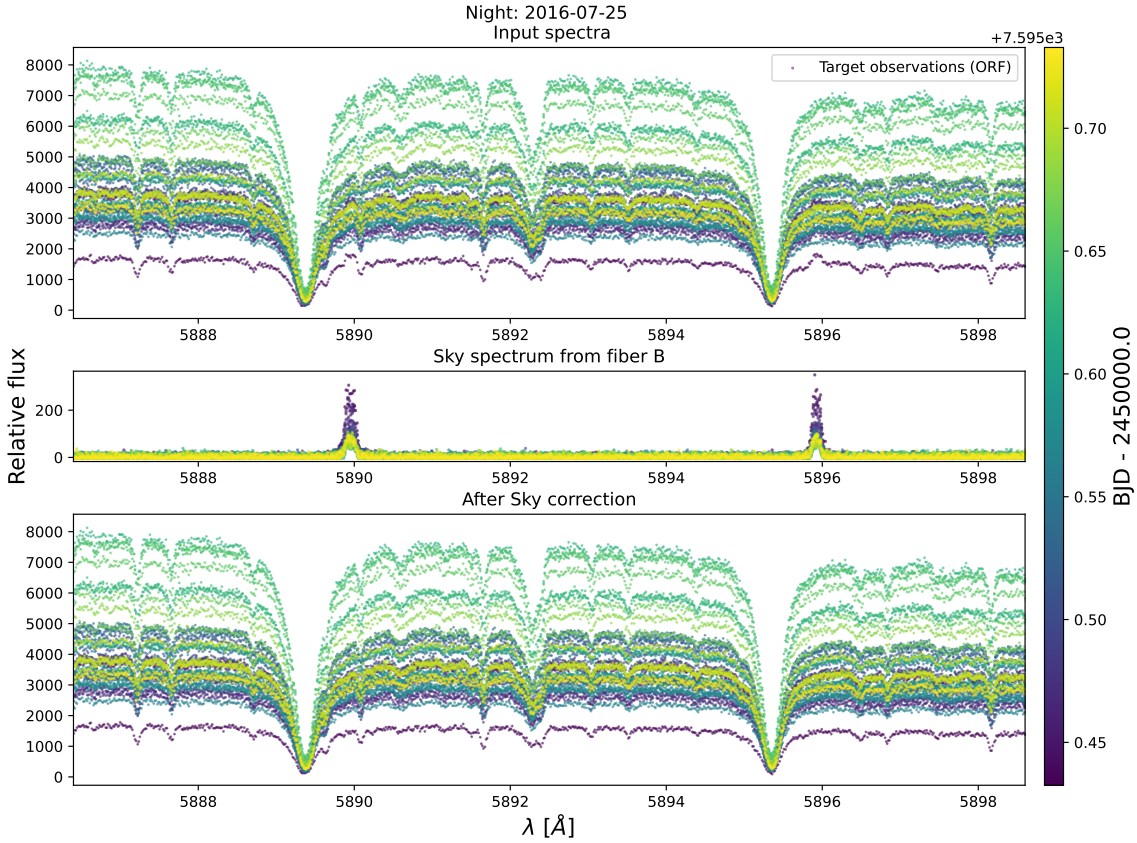 Night: 2016-07-25
Input spectra
+7.595e3
Target observations (ORF)
8000
7000
6000
5000
4000
3000
2000
1000
0
5888 5890 5892 5894 5896 5898
Sky spectrum from fiber B
200
0
5888 5890 5892 5894 5896 5898
After Sky correction
8000
7000
6000
5000
4000
3000
2000
1000
0
5888 5890 5892 5894 5896 5898
λ [Å]
Relative flux
0.70
0.65
0.60
0.55
0.50
0.45
BJD - 2450000.0